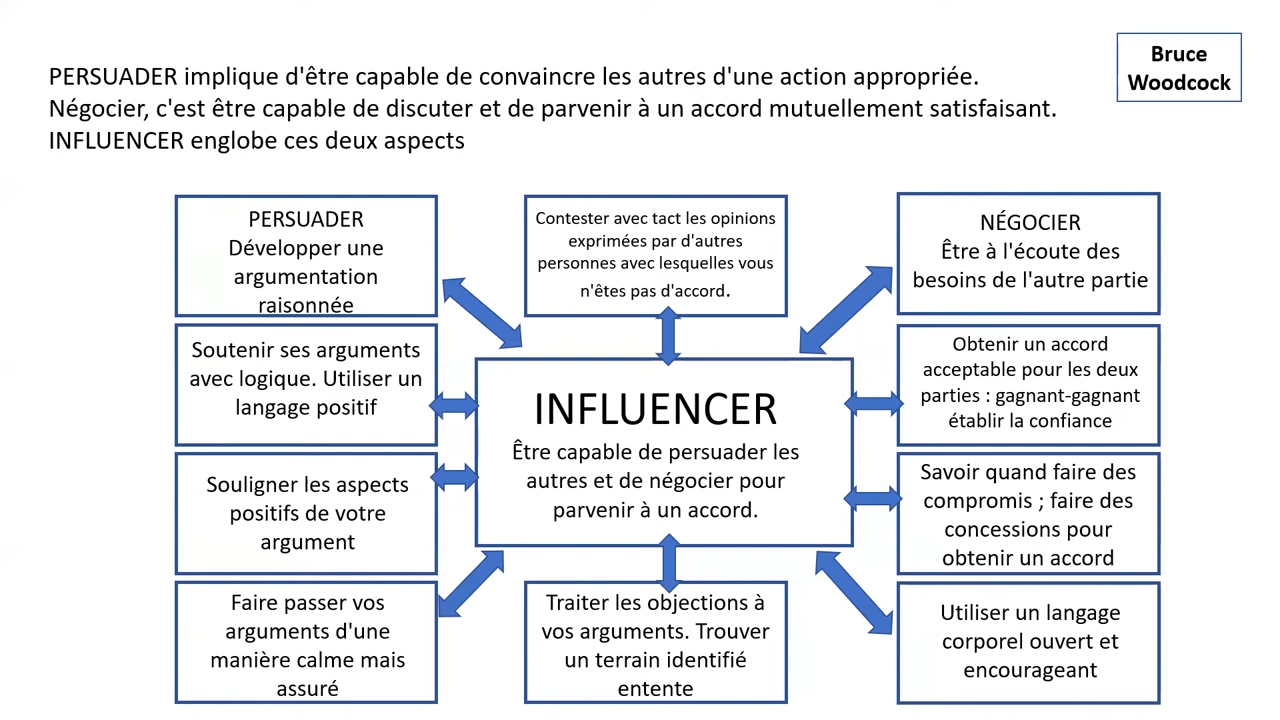 Bruce
Woodcock
PERSUADER implique d'être capable de convaincre les autres d'une action appropriée.
Négocier, c'est être capable de discuter et de parvenir à un accord mutuellement satisfaisant.
INFLUENCER englobe ces deux aspects
PERSUADER
Développer une
argumentation
raisonnée
Contester avec tact les opinions
exprimées par d'autres
personnes avec lesquelles vous
n'êtes pas d'accord.
NÉGOCIER
Être à l'écoute des
besoins de l'autre partie
Soutenir ses arguments
avec logique. Utiliser un
langage positif
INFLUENCER
Être capable de persuader les
autres et de négocier pour
parvenir à un accord.
Obtenir un accord
acceptable pour les deux
parties : gagnant-gagnant
établir la confiance
Souligner les aspects
positifs de votre
argument
Savoir quand faire des
compromis ; faire des
concessions pour
obtenir un accord
Faire passer vos
arguments d'une
manière calme mais
assuré
Traiter les objections à
vos arguments. Trouver
un terrain identifié
entente
Utiliser un langage
corporel ouvert et
encourageant